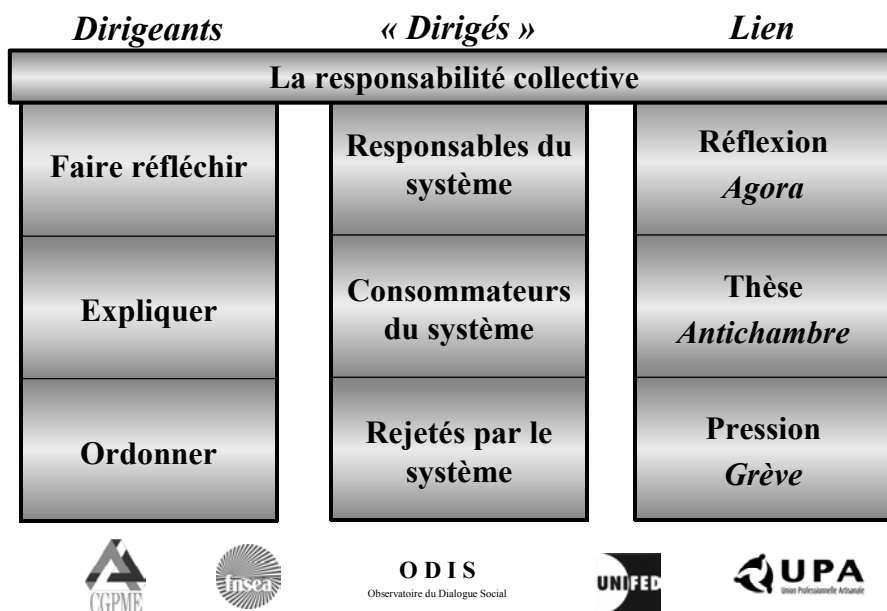 Dirigeants
« Dirigés »
Lien
La responsabilité collective
Faire réfléchir
Responsables du
système
Réflexion
Agora
Expliquer
Consommateurs
du système
Thèse
Antichambre
Ordonner
Rejetés par le
système
Pression
Grève
CGPME
fnsea
O D I S
Observatoire du Dialogue Social
UNIFED
UPA
Union Professionnelle Artisanale